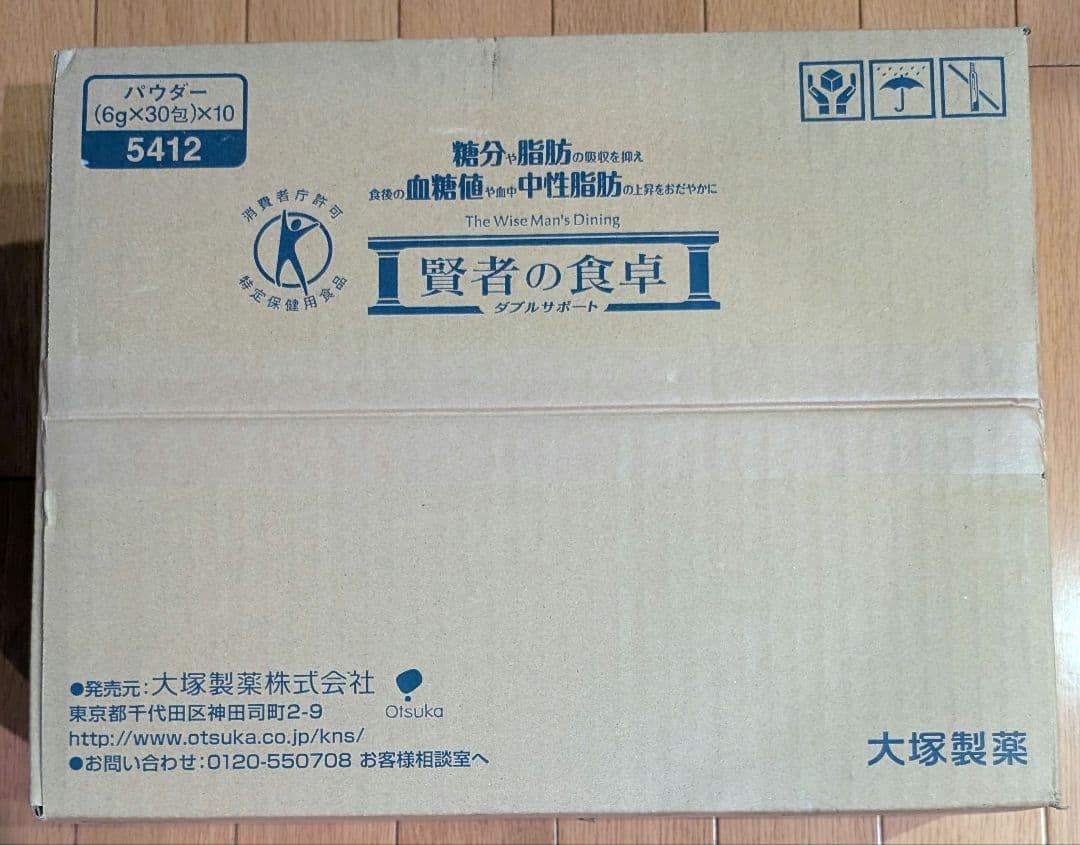 パウダー
(6g×30包)×10
5412
糖分や脂肪の吸収を抑え
食後の血糖値や血中中性脂肪の上昇をおだやかに
The Wise Man's Dining
賢者の食卓
ダブルサポート
消費者庁許可
特定保健用食品
●発売元:大塚製薬株式会社
Otsuka
東京都千代田区神田司町2-9
http://www.otsuka.co.jp/kns/
●お問い合わせ:0120-550708 お客様相談室へ
大塚製薬